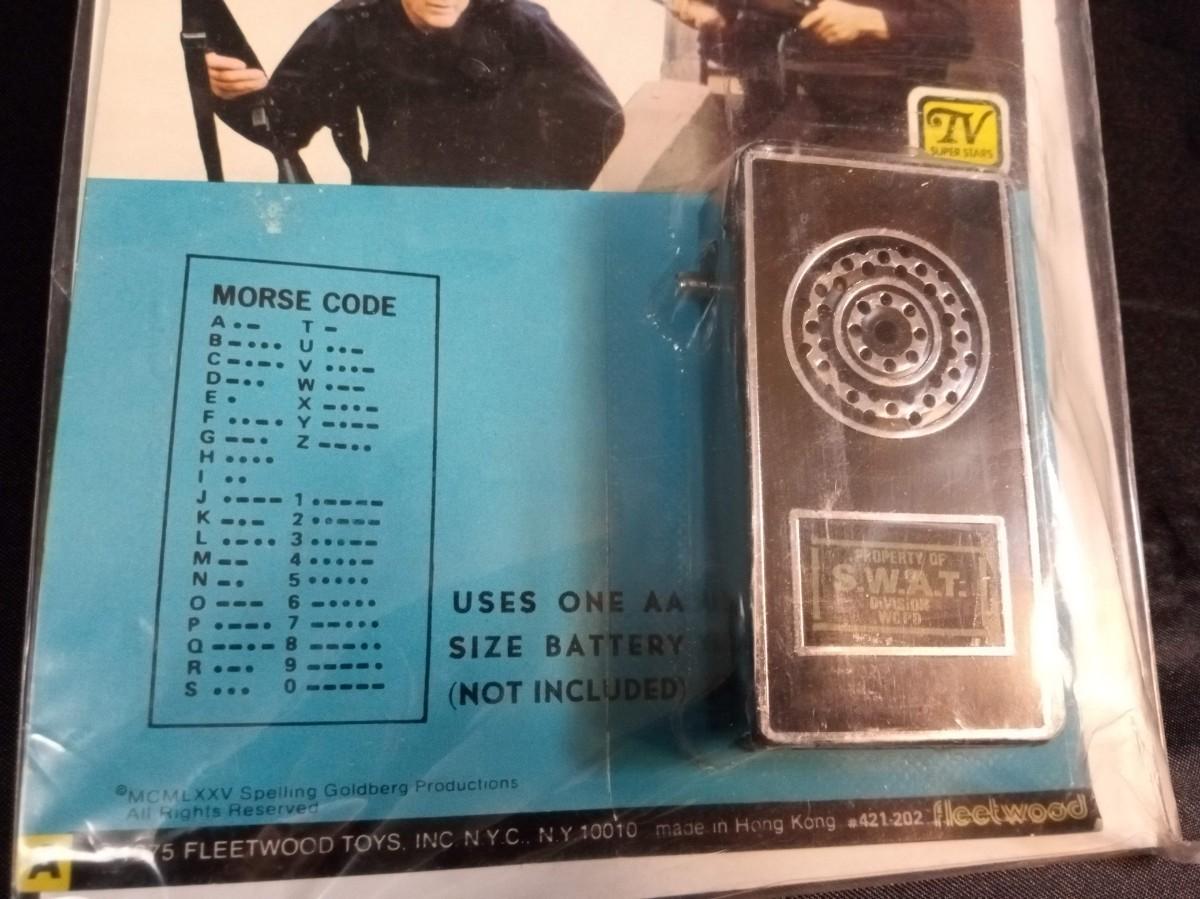 TV
SUPER STARS
MORSE CODE
A •– T –
B –••• U ••–
C –•–• V •••–
D –•• W •––
E • X –••–
F ••–• Y –•––
G ––• Z ––••
H ••••
I ••
J •––– 1 •––––
K –•– 2 ••–––
L •–•• 3 •••––
M –– 4 ••••–
N –• 5 •••••
O ––– 6 –••••
P •––• 7 ––•••
Q ––•– 8 –––••
R •–• 9 ––––•
S ••• 0 –––––
USES ONE AA
SIZE BATTERY
(NOT INCLUDED)
PROPERTY OF
S.W.A.T.
DIVISION
WCPD
©MCMLXXV Spelling Goldberg Productions
All Rights Reserved
1975 FLEETWOOD TOYS, INC N.Y.C., N.Y 10010 made in Hong Kong #421-202 fleetwood
A